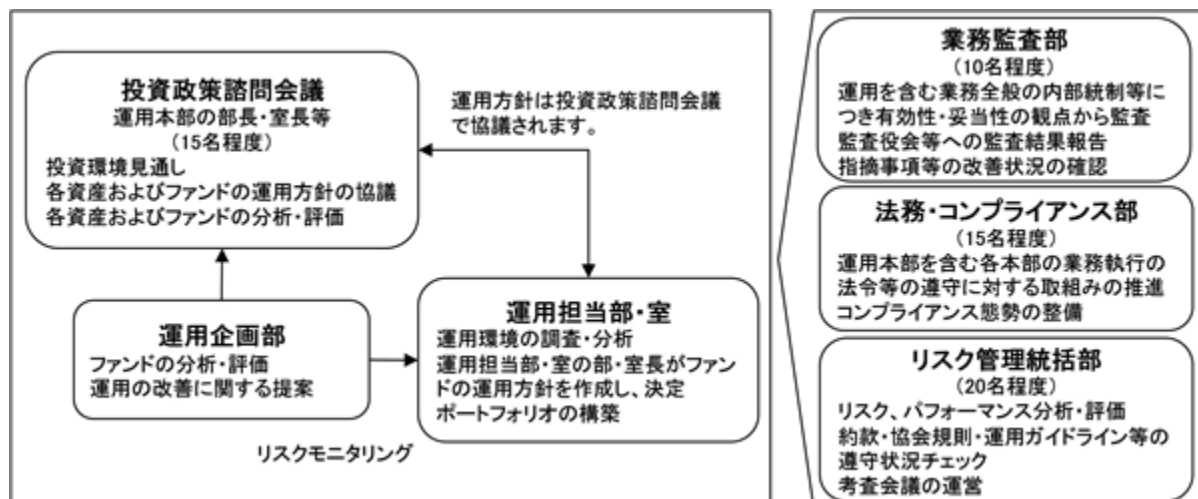 投資政策諮問会議
運用本部の部長・室長等
（15名程度）
投資環境見通し
各資産およびファンドの運用方針の協議
各資産およびファンドの分析・評価
運用方針は投資政策諮問会議
で協議されます。
運用企画部
ファンドの分析・評価
運用の改善に関する提案
運用担当部・室
運用環境の調査・分析
運用担当部・室の部・室長がファン
ドの運用方針を作成し、決定
ポートフォリオの構築
リスクモニタリング
業務監査部
（10名程度）
運用を含む業務全般の内部統制等に
つき有効性・妥当性の観点から監査
監査役会等への監査結果報告
指摘事項等の改善状況の確認
法務・コンプライアンス部
（15名程度）
運用本部を含む各本部の業務執行の
法令等の遵守に対する取組みの推進
コンプライアンス態勢の整備
リスク管理統括部
（20名程度）
リスク、パフォーマンス分析・評価
約款・協会規則・運用ガイドライン等の
遵守状況チェック
考査会議の運営